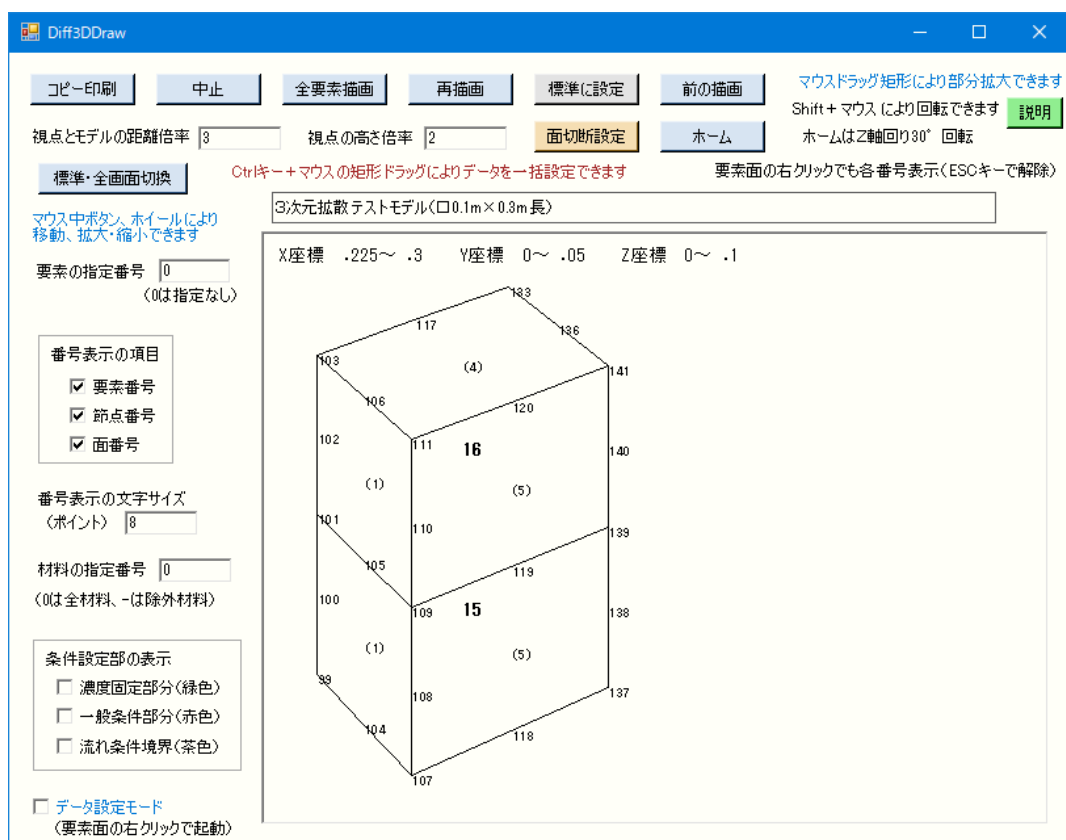 Diff3DDraw
コピー印刷 中止 全要素描画 再描画 標準に設定 前の描画 マウスドラッグ矩形により部分拡大できます
Shift+マウスにより回転できます 説明
視点とモデルの距離倍率 3 視点の高さ倍率 2 面切断設定 ホーム ホームはZ軸回り30° 回転
標準・全画面切換 Ctrlキー+マウスの矩形ドラッグによりデータを一括設定できます 要素面の右クリックでも各番号表示(ESCキーで解除)
3次元拡散テストモデル(口0.1m×0.3m長)
マウス中ボタン、ホイールにより
移動、拡大・縮小できます
要素の指定番号 0
(0は指定なし)
番号表示の項目
要素番号
節点番号
面番号
番号表示の文字サイズ
(ポイント) 8
材料の指定番号 0
(0は全材料、-は除外材料)
条件設定部の表示
濃度固定部分(緑色)
一般条件部分(赤色)
流れ条件境界(茶色)
データ設定モード
(要素面の右クリックで起動)
X座標 .225~ .3 Y座標 0~ .05 Z座標 0~ .1
133
117 136
103 (4) 141
106 120
102 111 16 140
(1) (5)
101 110 139
105 119
100 109 15 138
(1) (5)
99 108 137
104 118
107